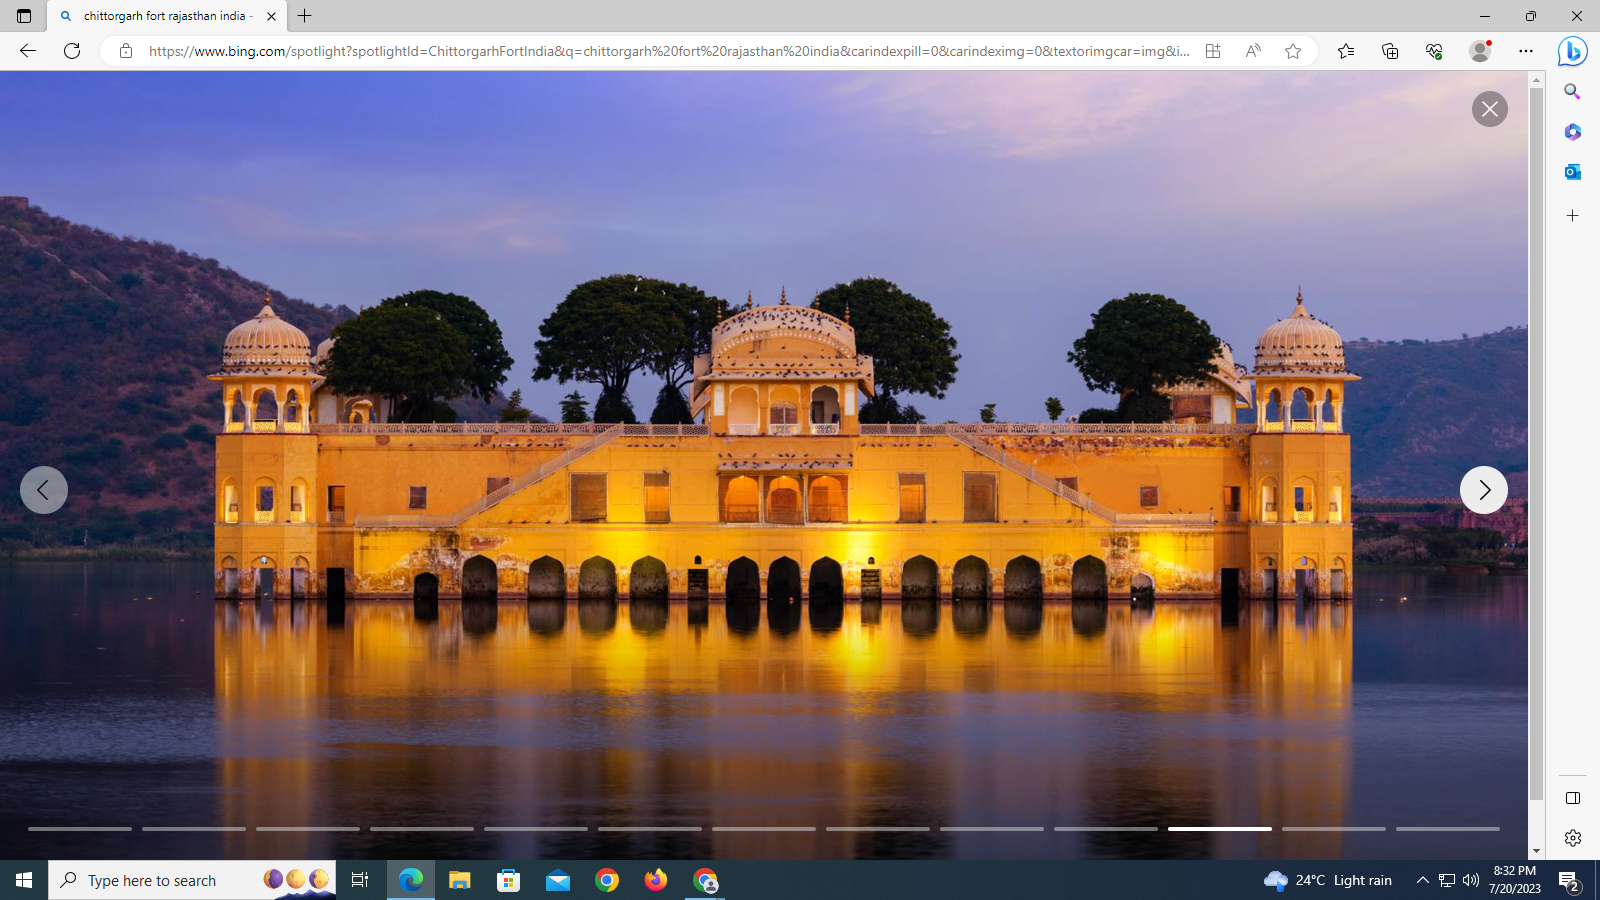 chittorgarh fort rajasthan india -
https://www.bing.com/spotlight?spotlightId=ChittorgarhFortIndia&q=chittorgarh%20fort%20rajasthan%20india&carindexpill=0&carindeximg=0&textorimgcar=img&i...
Type here to search
24°C Light rain
8:32 PM
7/20/2023
2